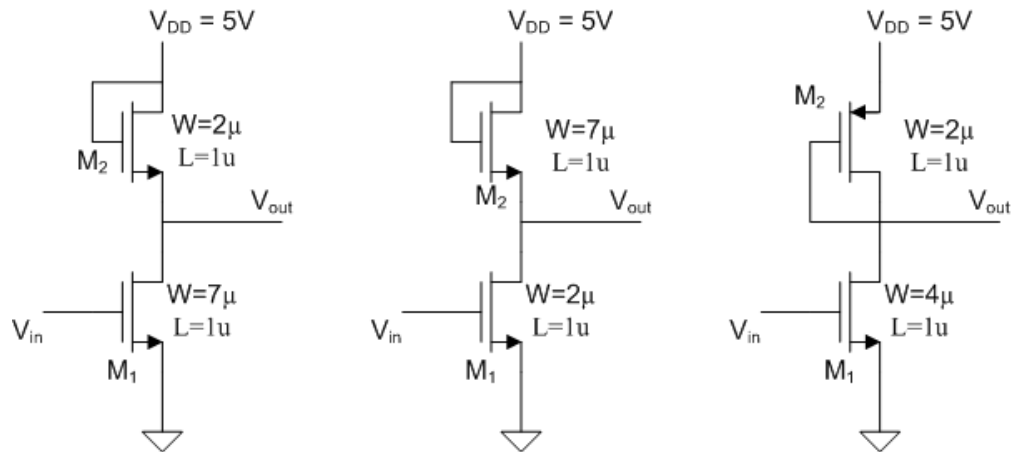 V_DD = 5V
W=2μ
L=1u
M_2
V_out
W=7μ
L=1u
V_in
M_1
V_DD = 5V
W=7μ
L=1u
M_2
V_out
W=2μ
L=1u
V_in
M_1
V_DD = 5V
M_2
W=2μ
L=1u
V_out
W=4μ
L=1u
V_in
M_1